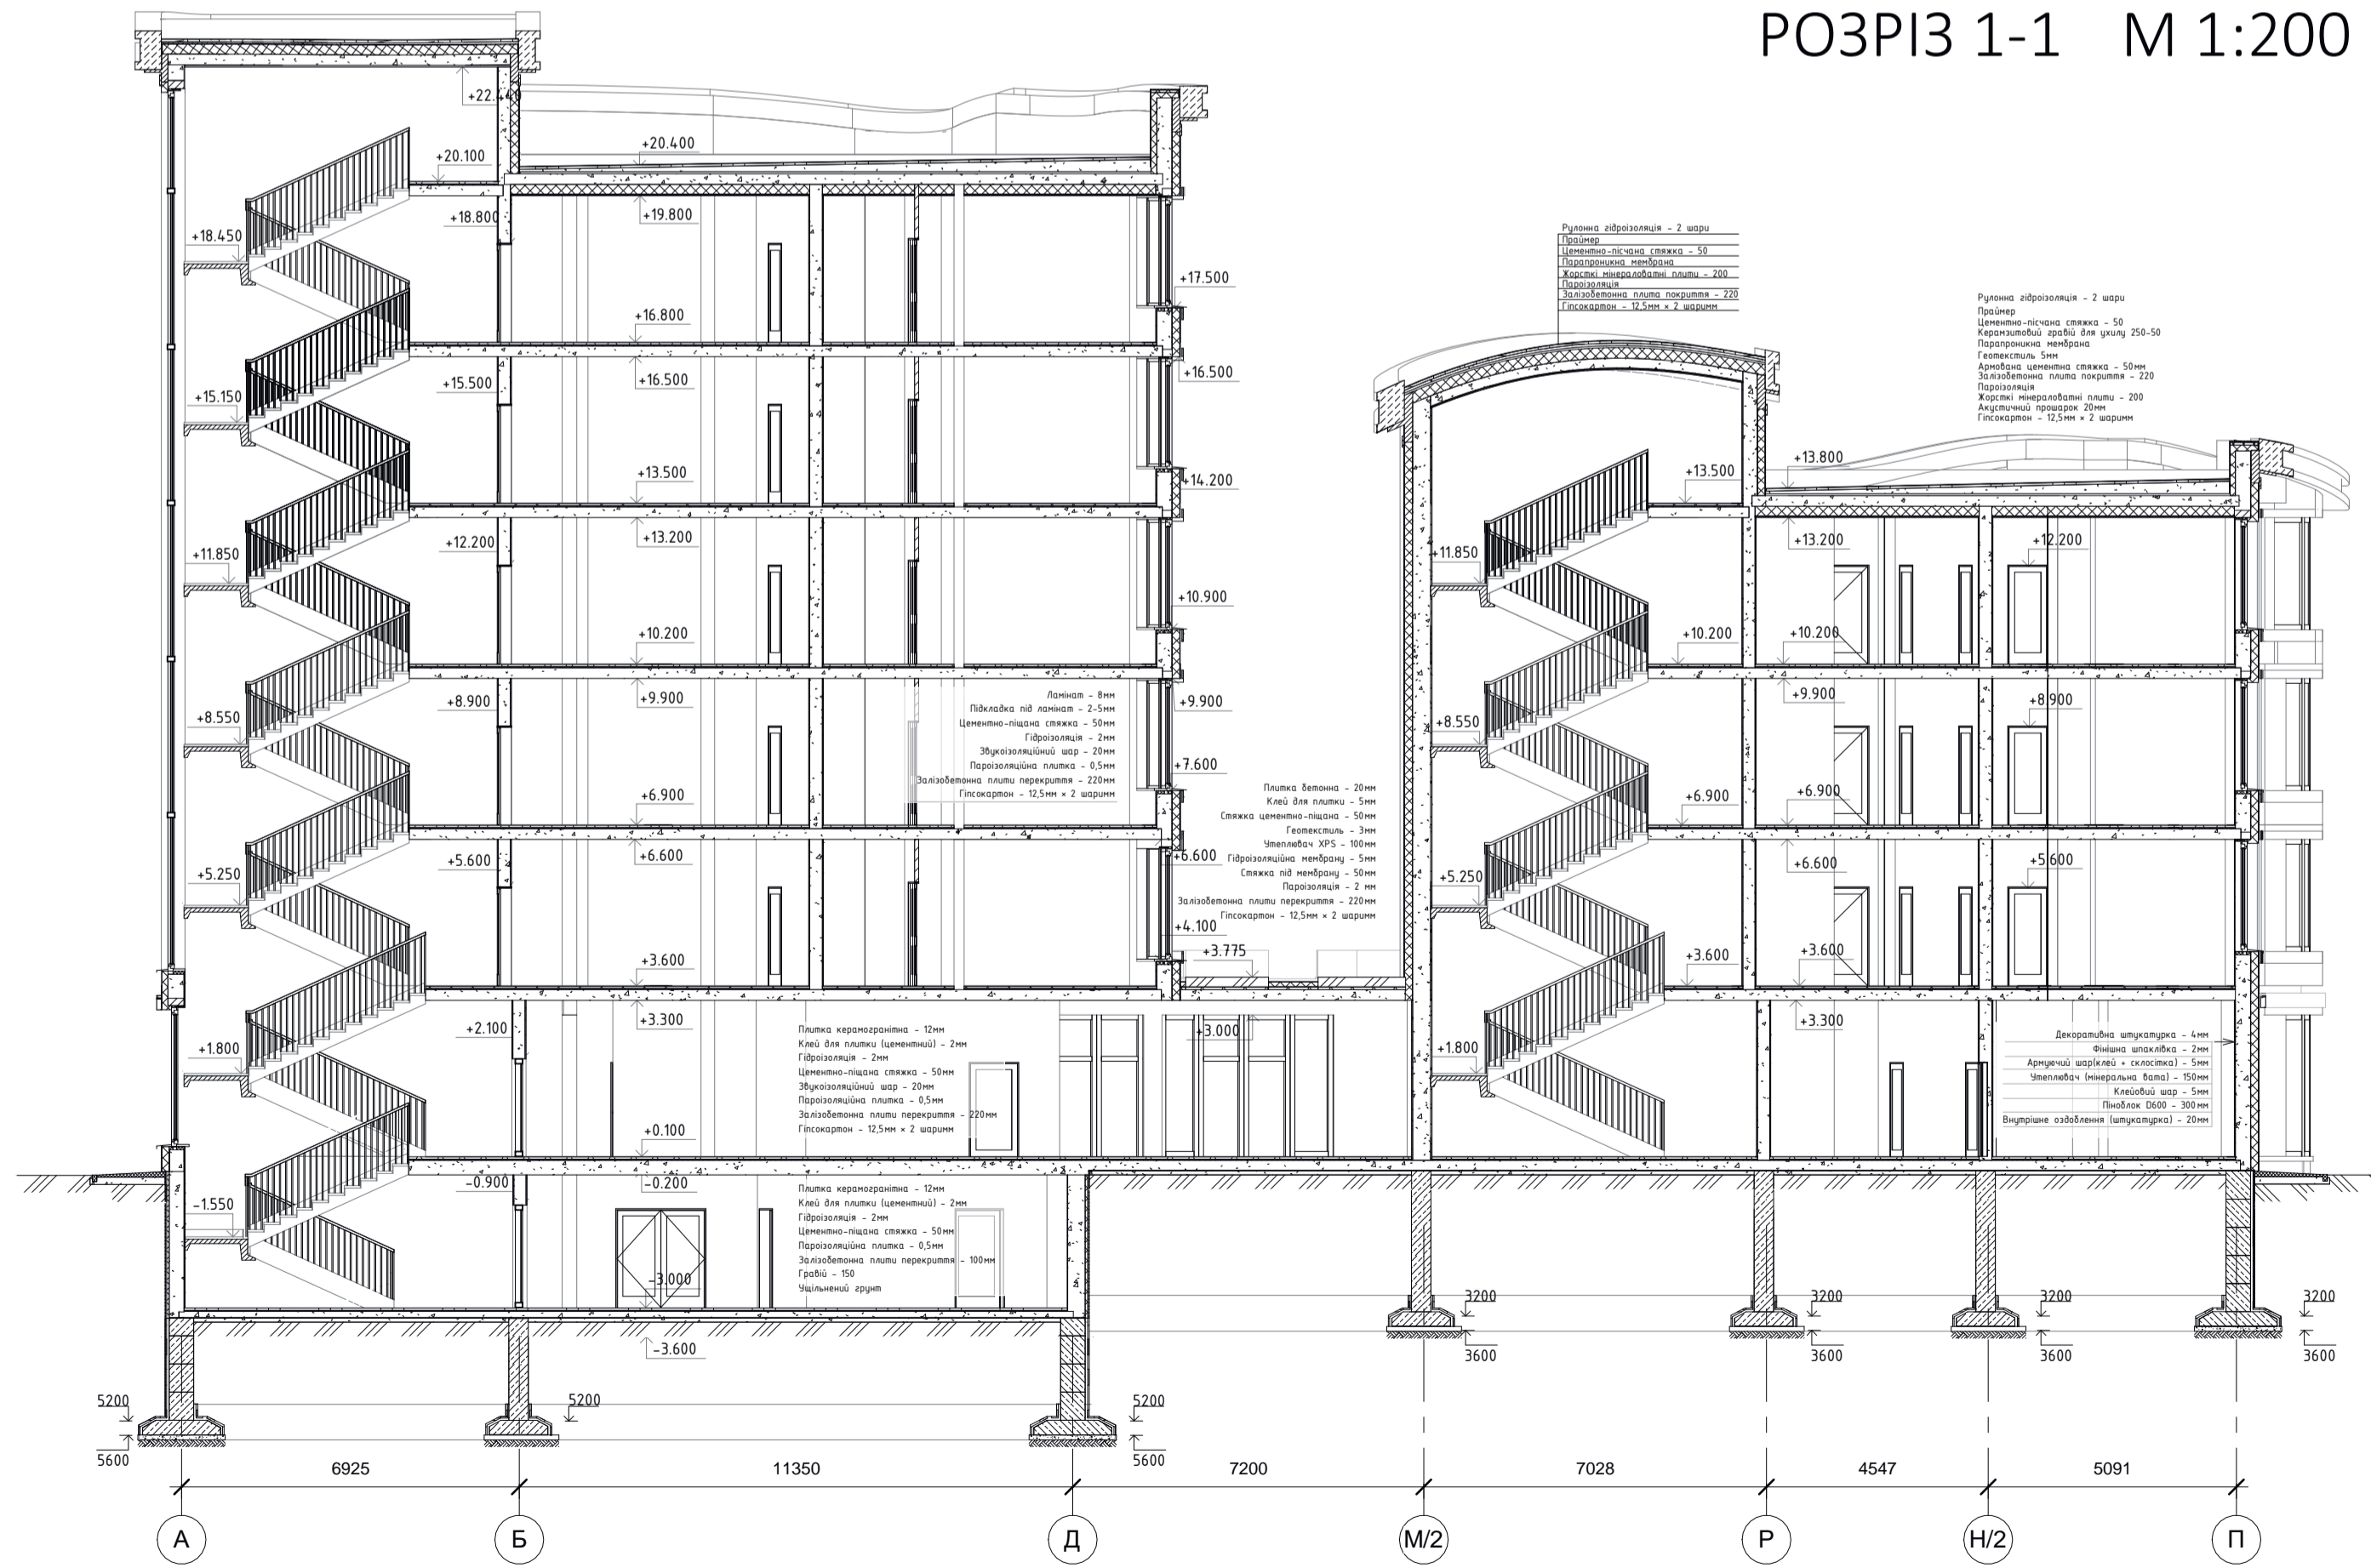 РОЗРІЗ 1-1 М 1:200
+20.400
+20.100
+18.800
+19.800
+18.450
+17.500
+16.800
+16.500
+16.500
+15.500
+15.150
+14.200
+13.500
+13.200
+12.200
+11.850
+10.900
+10.200
+9.900
+9.900
+8.900
+8.550
+7.600
+6.900
+6.600
+6.600
+5.600
+5.250
+4.100
+3.775
+3.600
+3.300
+3.000
+2.100
+1.800
+0.100
-0.200
-0.900
-1.550
-3.000
-3.600
Рулонна гідроізоляція - 2 шари
Праймер
Цементно-пісчана стяжка - 50
Парапроникна мембрана
Жорсткі мінераловатні плити - 200
Пароізоляція
Залізобетонна плита покриття - 220
Гіпсокартон - 12,5мм × 2 шаримм
Рулонна гідроізоляція - 2 шари
Праймер
Цементно-пісчана стяжка - 50
Керамзитовий гравій для ухилу 250-50
Парапроникна мембрана
Геотекстиль 5мм
Армована цементна стяжка - 50мм
Залізобетонна плита покриття - 220
Пароізоляція
Жорсткі мінераловатні плити - 200
Акустичний прошарок 20мм
Гіпсокартон - 12,5мм × 2 шаримм
Ламінат - 8мм
Підкладка під ламінат - 2-5мм
Цементно-піщана стяжка - 50мм
Гідроізоляція - 2мм
Звукоізоляційний шар - 20мм
Пароізоляційна плитка - 0,5мм
Залізобетонна плити перекриття - 220мм
Гіпсокартон - 12,5мм × 2 шаримм
Плитка бетонна - 20мм
Клей для плитки - 5мм
Стяжка цементно-піщана - 50мм
Геотекстиль - 3мм
Утеплювач XPS - 100мм
Гідроізоляційна мембрану - 5мм
Стяжка під мембрану - 50мм
Пароізоляція - 2 мм
Залізобетонна плити перекриття - 220мм
Гіпсокартон - 12,5мм × 2 шаримм
Плитка керамогранітна - 12мм
Клей для плитки (цементний) - 2мм
Гідроізоляція - 2мм
Цементно-піщана стяжка - 50мм
Звукоізоляційний шар - 20мм
Пароізоляційна плитка - 0,5мм
Залізобетонна плити перекриття - 220мм
Гіпсокартон - 12,5мм × 2 шаримм
Плитка керамогранітна - 12мм
Клей для плитки (цементний) - 2мм
Гідроізоляція - 2мм
Цементно-піщана стяжка - 50мм
Пароізоляційна плитка - 0,5мм
Залізобетонна плити перекриття - 100мм
Гравій - 150
Ущільнений грунт
+13.800
+13.500
+13.200
+12.200
+11.850
+10.200
+10.200
+9.900
+8.900
+8.550
+6.900
+6.900
+6.600
+5.600
+5.250
+3.600
+3.600
+3.300
+1.800
Декоративна штукатурка - 4мм
Фінішна шпаклівка - 2мм
Армуючий шар(клей + склосітка) - 5мм
Утеплювач (мінеральна вата) - 150мм
Клейовий шар - 5мм
Піноблок D600 - 300мм
Внутрішнє оздоблення (штукатурка) - 20мм
3200
3200
3200
3200
3600
3600
3600
3600
5200
5200
5200
5600
5600
6925
11350
7200
7028
4547
5091
А
Б
Д
М/2
Р
Н/2
П